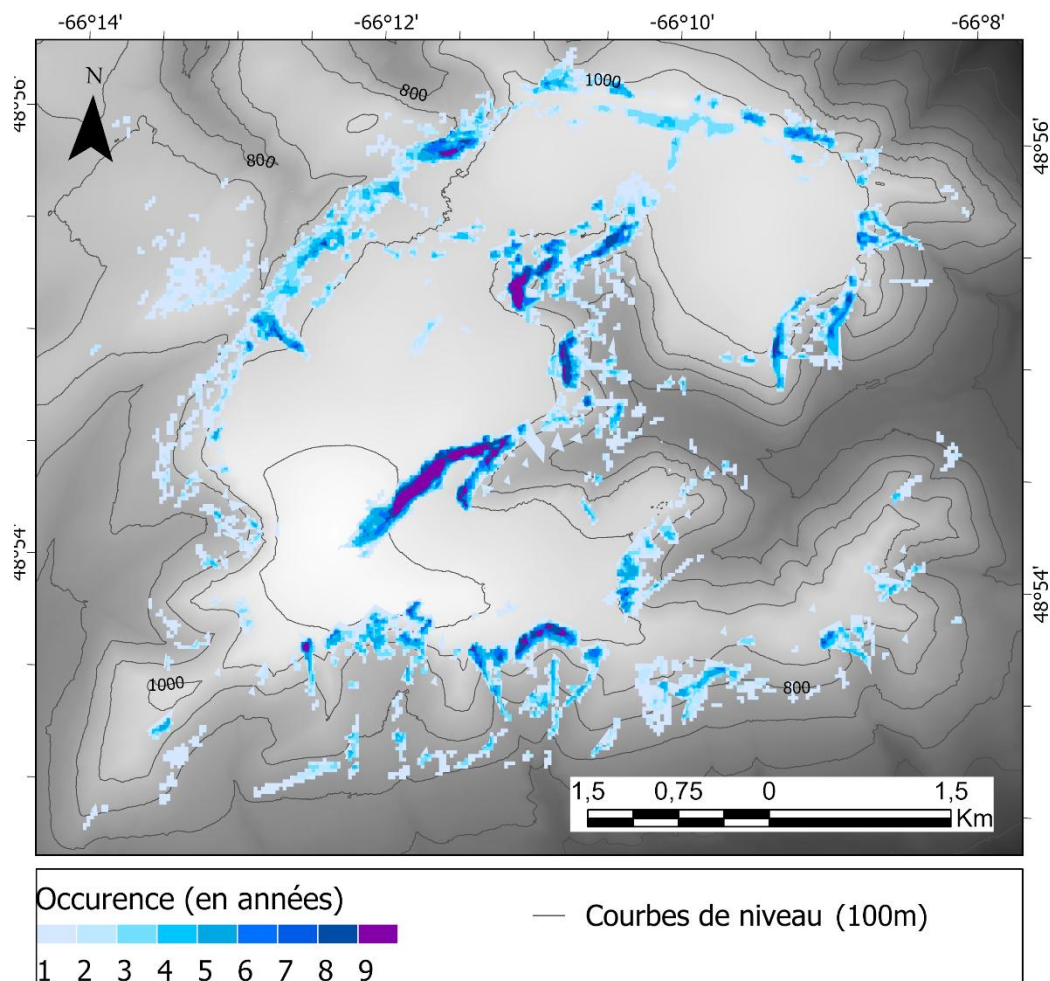 -66°14' -66°12' -66°10' -66°8'
N
800
1000
48°56'
48°56'
800
48°54'
48°54'
1000
800
1,5 0,75 0 1,5
Km
Occurence (en années)
Courbes de niveau (100m)
1 2 3 4 5 6 7 8 9